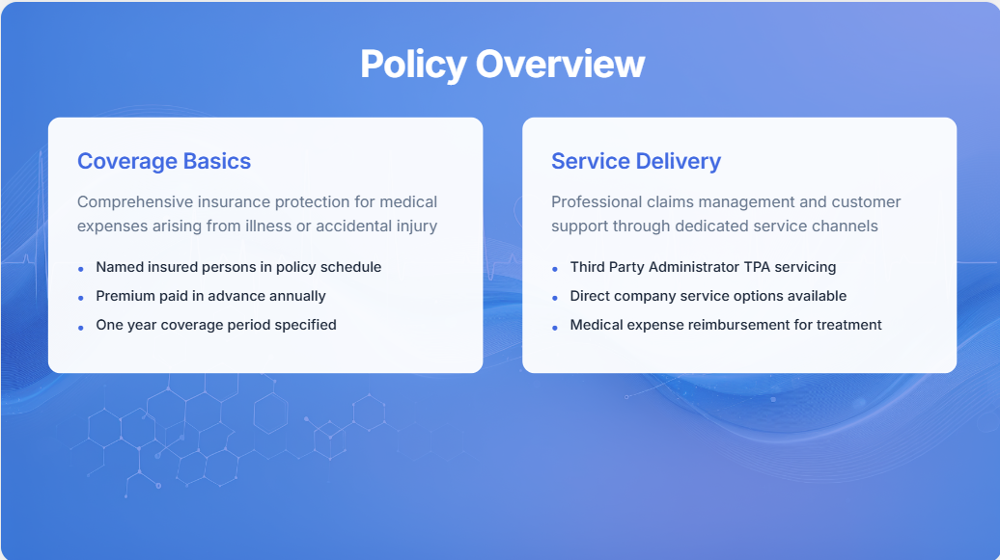 Policy Overview
Coverage Basics
Comprehensive insurance protection for medical
expenses arising from illness or accidental injury
• Named insured persons in policy schedule
• Premium paid in advance annually
• One year coverage period specified
Service Delivery
Professional claims management and customer
support through dedicated service channels
• Third Party Administrator TPA servicing
• Direct company service options available
• Medical expense reimbursement for treatment